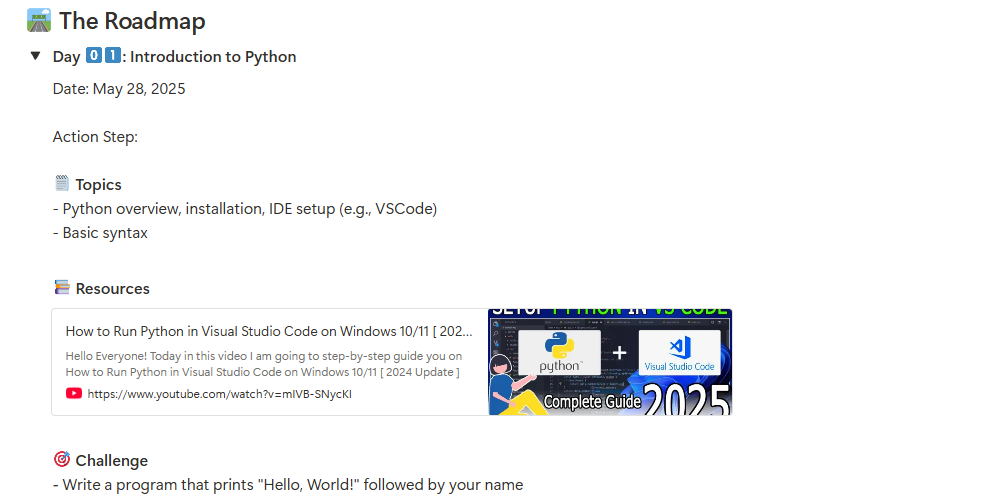 The Roadmap
Day 01: Introduction to Python
Date: May 28, 2025
Action Step:
Topics
- Python overview, installation, IDE setup (e.g., VSCode)
- Basic syntax
Resources
How to Run Python in Visual Studio Code on Windows 10/11 [ 202...
Hello Everyone! Today in this video I am going to step-by-step guide you on
How to Run Python in Visual Studio Code on Windows 10/11 [ 2024 Update ]
https://www.youtube.com/watch?v=mIVB-SNycKI
SETUP PYTHON IN VS CODE
python
+
Visual Studio Code
Complete Guide 2025
Challenge
- Write a program that prints "Hello, World!" followed by your name